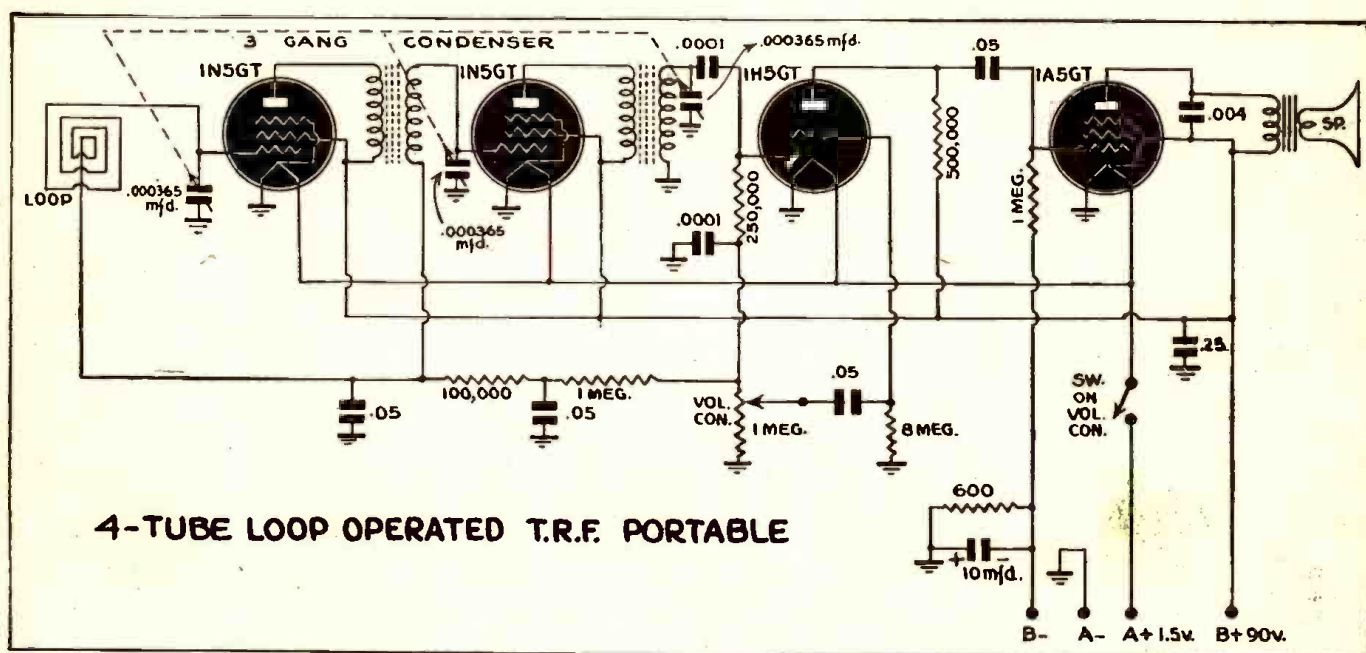 3 GANG CONDENSER
.0001
.000365 mfd.
.05
1N5GT
1N5GT
1H5GT
1A5GT
.004
SP.
LOOP
.000365
mfd.
.000365
mfd.
.0001
250,000
500,000
1 MEG.
.25
100,000
1 MEG.
.05
.05
VOL.
CON.
1 MEG.
.05
8 MEG.
SW.
ON
VOL.
CON.
600
+ -
10 mfd.
4-TUBE LOOP OPERATED T.R.F. PORTABLE
B- A- A+ 1.5v. B+ 90v.